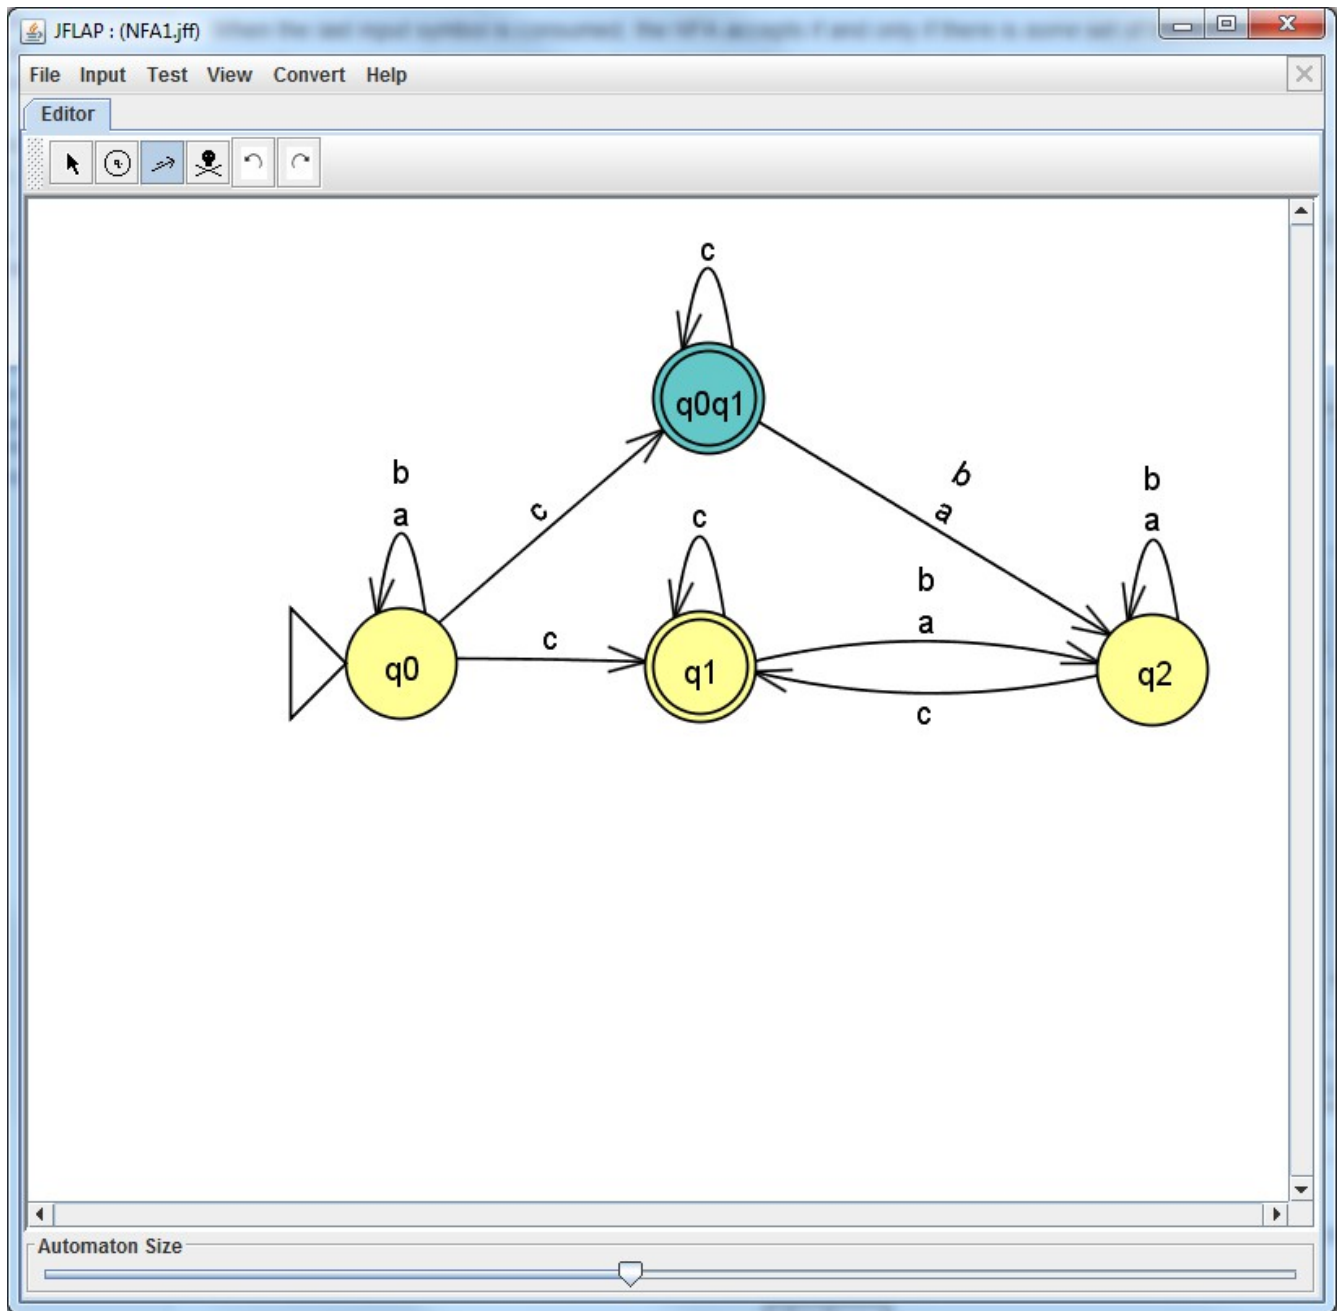 JFLAP : (NFA1.jff)
File Input Test View Convert Help
Editor
c
q0q1
b
a
c
b
a
c
b
a
b
a
c
q0
q1
q2
c
Automaton Size